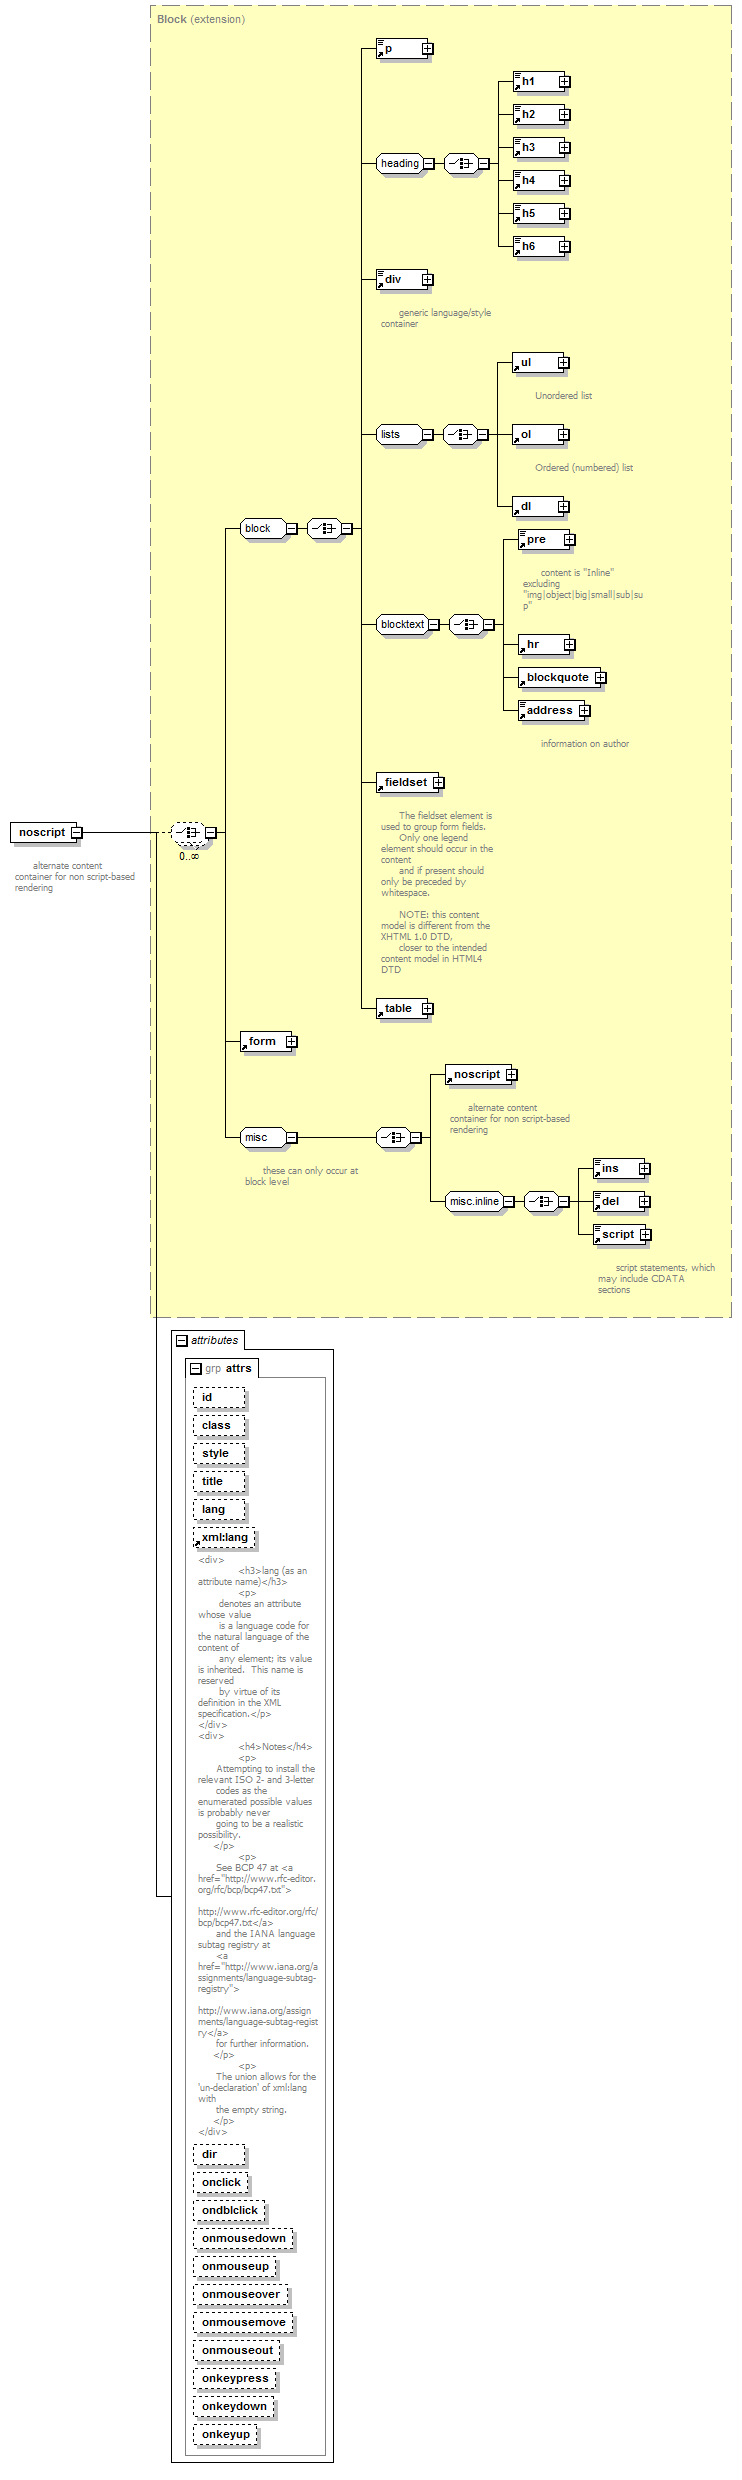 Block (extension)
p
h1
h2
h3
heading
h4
h5
h6
div
generic language/style
container
ul
Unordered list
lists
ol
Ordered (numbered) list
dl
block
pre
content is "Inline"
excluding
"img|object|big|small|sub|su
p"
blocktext
hr
blockquote
address
information on author
fieldset
The fieldset element is
used to group form fields.
Only one legend
element should occur in the
content
and if present should
only be preceded by
whitespace.
NOTE: this content
model is different from the
XHTML 1.0 DTD,
closer to the intended
content model in HTML4
DTD
noscript
0..∞
alternate content
container for non script-based
rendering
table
form
noscript
alternate content
container for non script-based
rendering
misc
these can only occur at
block level
ins
misc.inline
del
script
script statements, which
may include CDATA
sections
attributes
grp attrs
id
class
style
title
lang
xml:lang
<div>
<h3>lang (as an
attribute name)</h3>
<p>
denotes an attribute
whose value
is a language code for
the natural language of the
content of
any element; its value
is inherited.  This name is
reserved
by virtue of its
definition in the XML
specification.</p>
</div>
<div>
<h4>Notes</h4>
<p>
Attempting to install the
relevant ISO 2- and 3-letter
codes as the
enumerated possible values
is probably never
going to be a realistic
possibility.
</p>
<p>
See BCP 47 at <a
href="http://www.rfc-editor.
org/rfc/bcp/bcp47.txt">
http://www.rfc-editor.org/rfc/
bcp/bcp47.txt</a>
and the IANA language
subtag registry at
<a
href="http://www.iana.org/a
ssignments/language-subtag-
registry">
http://www.iana.org/assign
ments/language-subtag-regist
ry</a>
for further information.
</p>
<p>
The union allows for the
'un-declaration' of xml:lang
with
the empty string.
</p>
</div>
dir
onclick
ondblclick
onmousedown
onmouseup
onmouseover
onmousemove
onmouseout
onkeypress
onkeydown
onkeyup